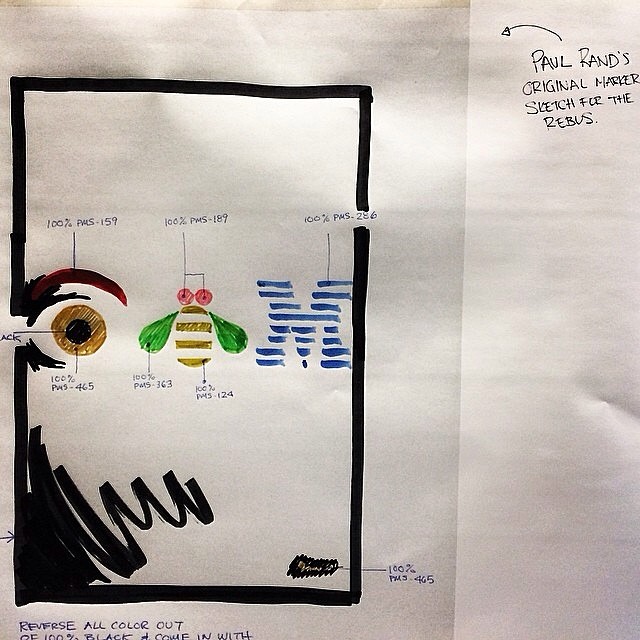 PAUL RAND'S
ORIGINAL MARKER
SKETCH FOR THE
REBUS.
100% PMS-159
100% PMS-189
100% PMS-286
M
100%
PMS-465
100%
PMS-363
100%
PMS-124
100%
PMS-465
REVERSE ALL COLOR OUT
OF 100% BLACK & COME IN WITH